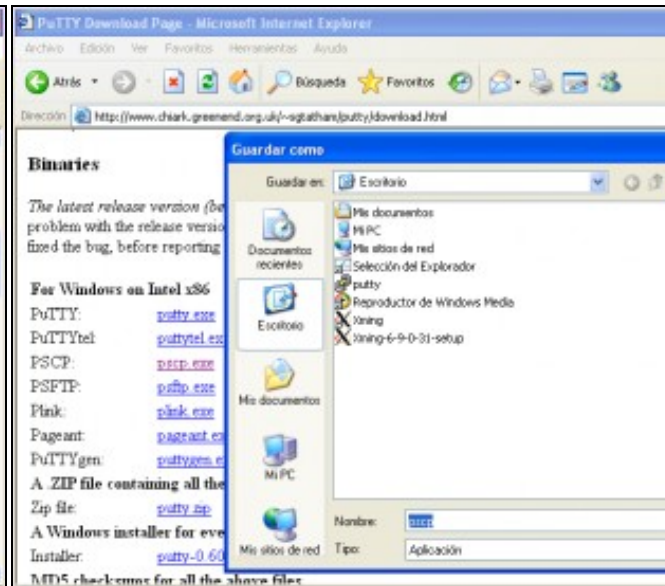 PuTTY Download Page - Microsoft Internet Explorer
Archivo Edición Ver Favoritos Herramientas Ayuda
Atrás Búsqueda Favoritos
Dirección http://www.chiark.greenend.org.uk/~sgtatham/putty/download.html
Binaries
The latest release version (be
problem with the release versio
fixed the bug, before reporting
For Windows on Intel x86
PuTTY: putty.exe
PuTTYtel: puttytel.ex
PSCP: pscp.exe
PSFTP: psftp.exe
Plink: plink.exe
Pageant: pageant.ex
PuTTYgen: puttygen.e
A .ZIP file containing all the
Zip file: putty.zip
A Windows installer for eve
Installer: putty-0.60
MD5 checksums for all the above files
Guardar como
Guardar en: Escritorio
Documentos recientes
Escritorio
Mis documentos
Mi PC
Mis sitios de red
Mis documentos
Mi PC
Mis sitios de red
Selección del Explorador
putty
Reproductor de Windows Media
Xming
Xming-6-9-0-31-setup
Nombre: pscp
Tipo: Aplicación